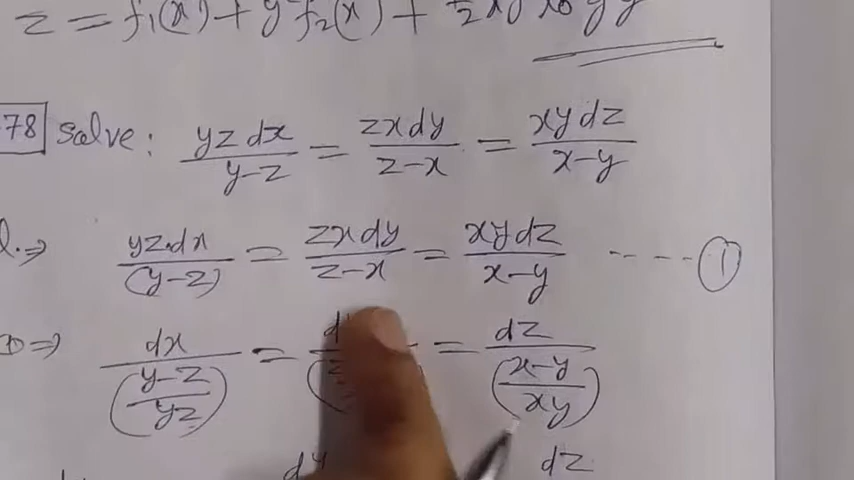 z = f₁(x) + y f₂(x) +
78 Solve: yz dx/y-z = zx dy/z-x = xy dz/x-y
⇒ yz·dx/(y-z) = zx dy/z-x = xy dz/x-y ---- ①
⇒ dx/(y-z/yz) = = dz/(x-y/xy)
dy dz